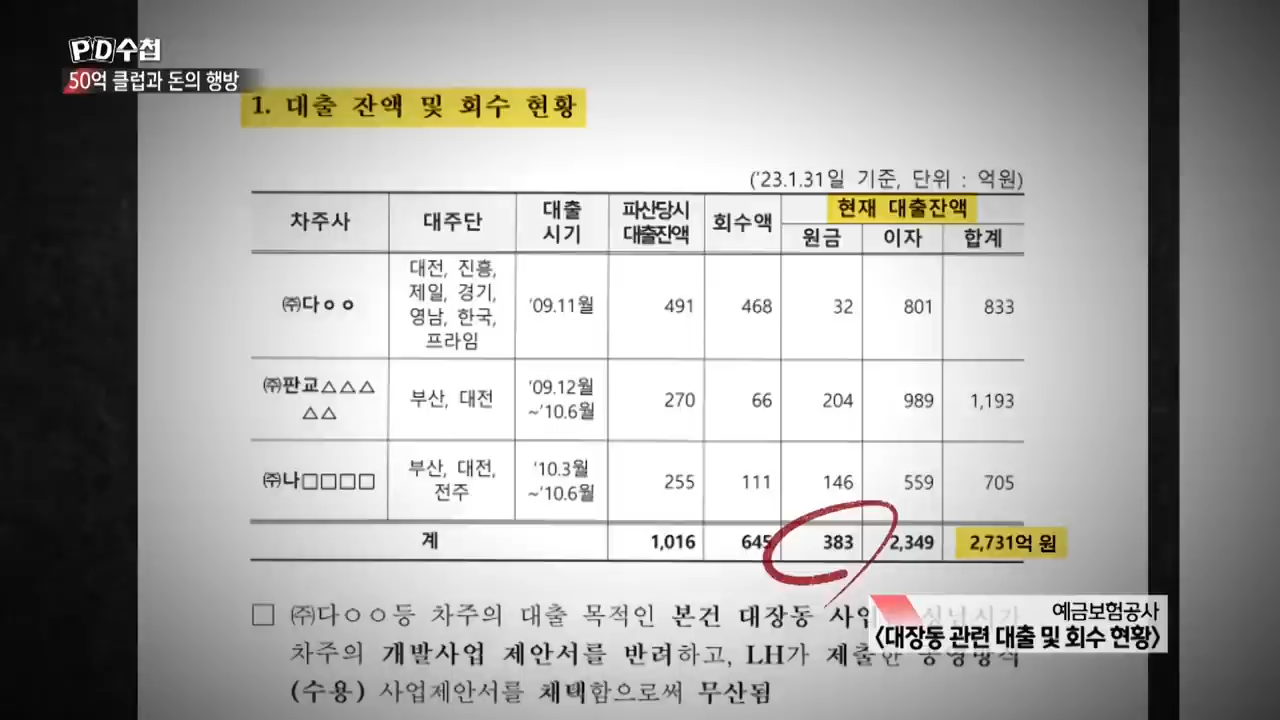 PD수첩
50억 클럽과 돈의 행방
1. 대출 잔액 및 회수 현황
('23.1.31일 기준, 단위 : 억원)
차주사 대주단 대출 시기 파산당시 대출잔액 회수액 현재 대출잔액
원금 이자 합계
㈜다ㅇㅇ 대전, 진흥, 제일, 경기, 영남, 한국, 프라임 '09.11월 491 468 32 801 833
㈜판교△△△△△ 부산, 대전 '09.12월 ~'10.6월 270 66 204 989 1,193
㈜나□□□□ 부산, 대전, 전주 '10.3월 ~'10.6월 255 111 146 559 705
계 1,016 645 383 2,349 2,731억 원
□ ㈜다ㅇㅇ등 차주의 대출 목적인 본건 대장동
차주의 개발사업 제안서를 반려하고, LH가 제출한
(수용) 사업제안서를 채택함으로써 무산됨
예금보험공사
<대장동 관련 대출 및 회수 현황>